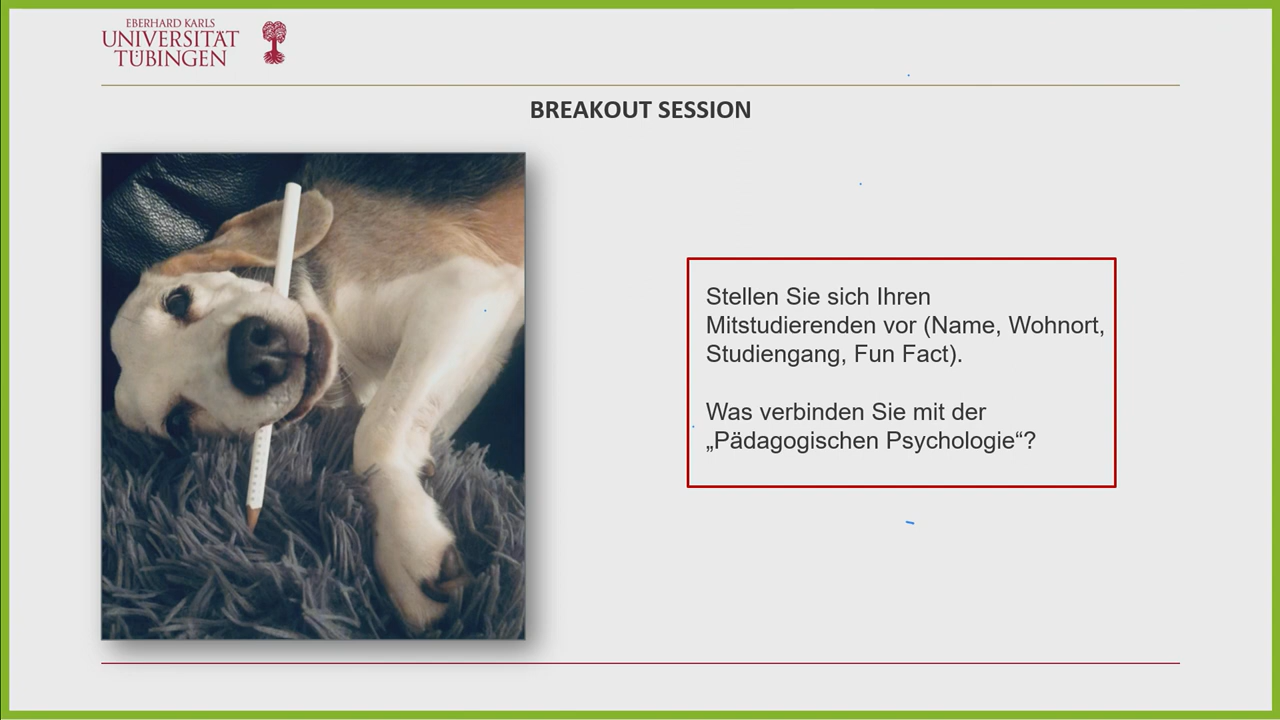 EBERHARD KARLS
UNIVERSITÄT
TÜBINGEN
BREAKOUT SESSION
Stellen Sie sich Ihren
Mitstudierenden vor (Name, Wohnort,
Studiengang, Fun Fact).
Was verbinden Sie mit der
„Pädagogischen Psychologie“?